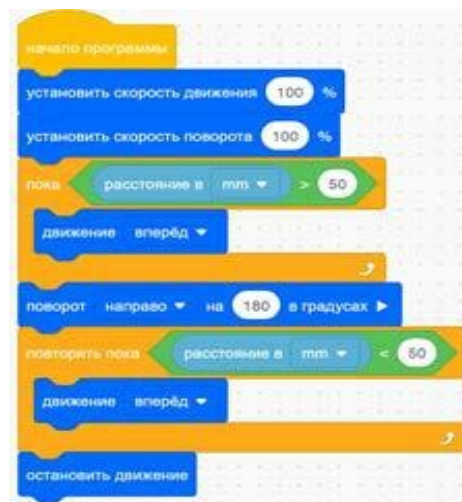 начало программы
установить скорость движения 100 %
установить скорость поворота 100 %
пока расстояние в mm > 50
движение вперёд
поворот направо на 180 в градусах
повторять пока расстояние в mm < 50
движение вперёд
остановить движение